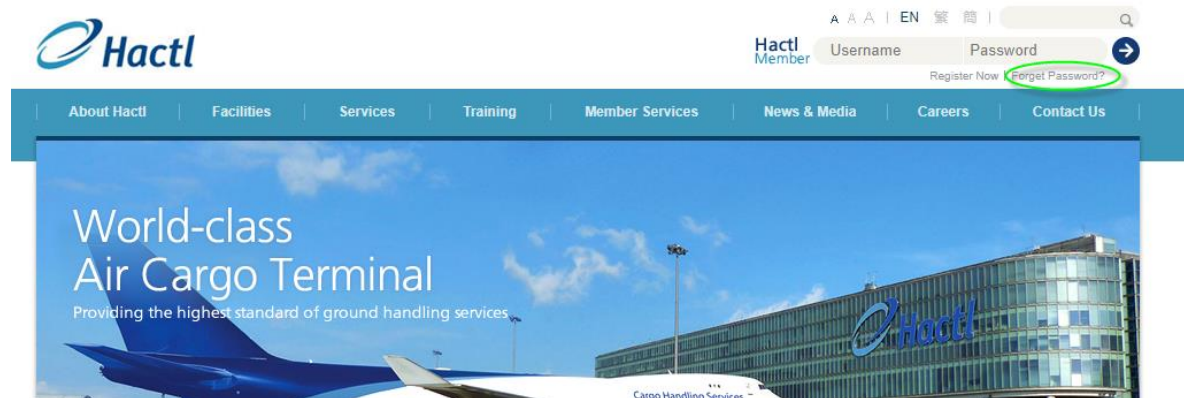 Hactl
A A A | EN 繁 簡 |
Hactl Member Username Password
Register Now | Forget Password?
About Hactl | Facilities | Services | Training | Member Services | News & Media | Careers | Contact Us
World-class
Air Cargo Terminal
Providing the highest standard of ground handling services
Hactl
Cargo Handling Services